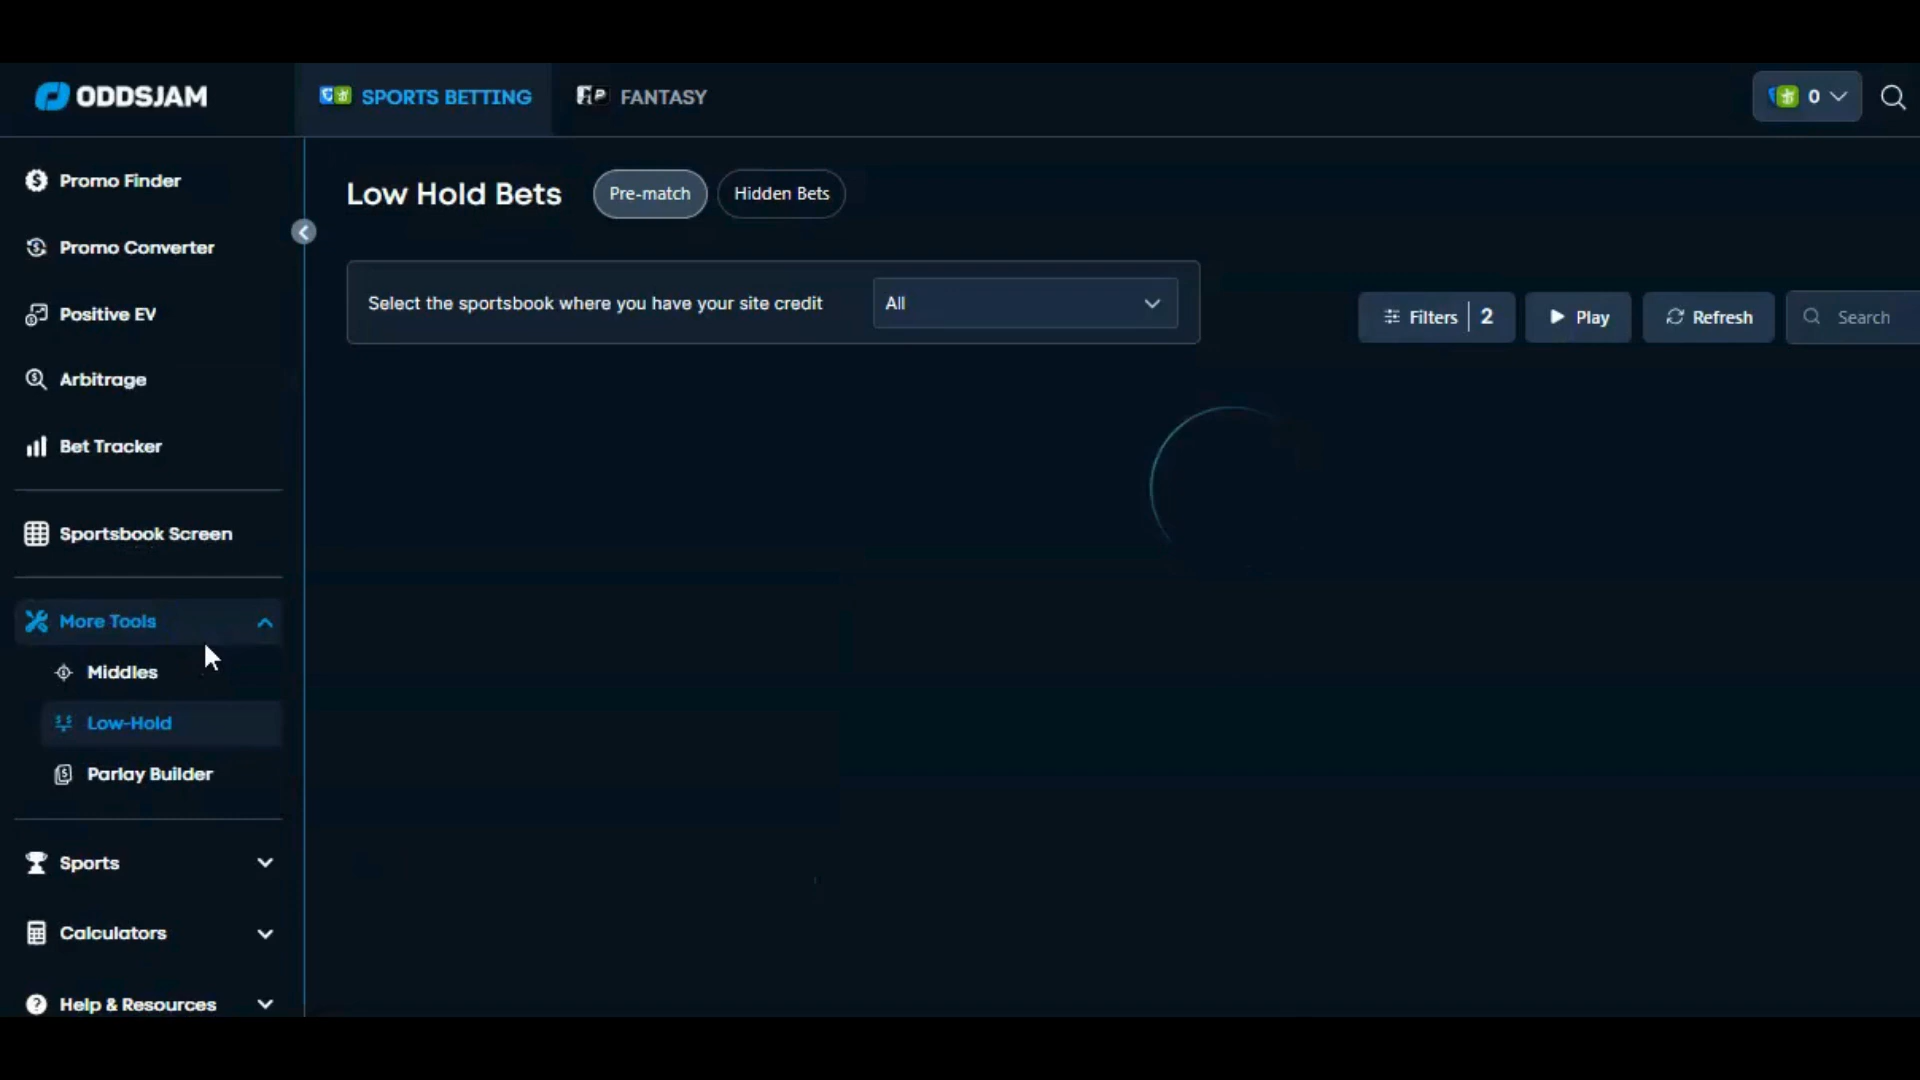 ODDSJAM
SPORTS BETTING
FANTASY
0
Promo Finder
Promo Converter
Positive EV
Arbitrage
Bet Tracker
Sportsbook Screen
More Tools
Middles
Low-Hold
Parlay Builder
Sports
Calculators
Help & Resources
Low Hold Bets
Pre-match
Hidden Bets
Select the sportsbook where you have your site credit
All
Filters 2
Play
Refresh
Search